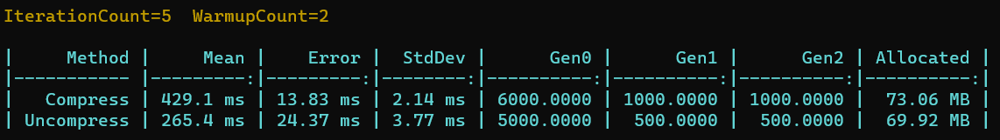 IterationCount=5  WarmupCount=2
|     Method |     Mean |    Error |  StdDev |      Gen0 |      Gen1 |      Gen2 | Allocated |
|----------- |---------:|---------:|--------:|----------:|----------:|----------:|----------:|
|   Compress | 429.1 ms | 13.83 ms | 2.14 ms | 6000.0000 | 1000.0000 | 1000.0000 |  73.06 MB |
| Uncompress | 265.4 ms | 24.37 ms | 3.77 ms | 5000.0000 |  500.0000 |  500.0000 |  69.92 MB |